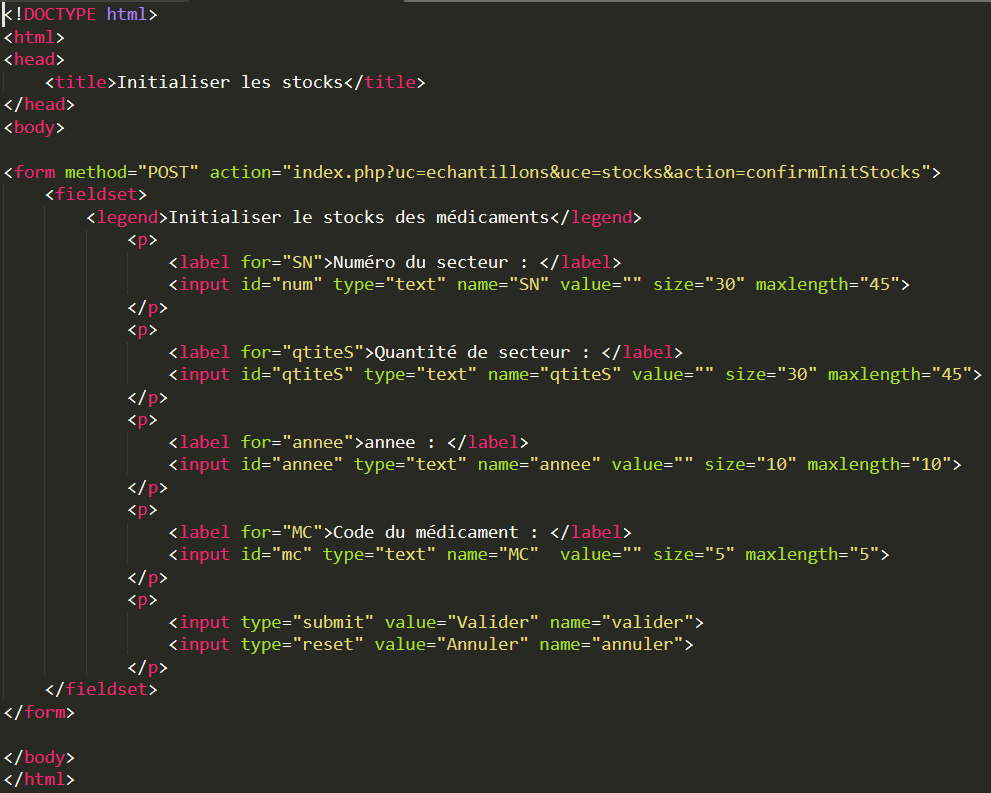 <!DOCTYPE html>
<html>
<head>
    <title>Initialiser les stocks</title>
</head>
<body>

<form method="POST" action="index.php?uc=echantillons&uce=stocks&action=confirmInitStocks">
    <fieldset>
        <legend>Initialiser le stocks des médicaments</legend>
            <p>
                <label for="SN">Numéro du secteur : </label>
                <input id="num" type="text" name="SN" value="" size="30" maxlength="45">
            </p>
            <p>
                <label for="qtiteS">Quantité de secteur : </label>
                <input id="qtiteS" type="text" name="qtiteS" value="" size="30" maxlength="45">
            </p>
            <p>
                <label for="annee">annee : </label>
                <input id="annee" type="text" name="annee" value="" size="10" maxlength="10">
            </p>
            <p>
                <label for="MC">Code du médicament : </label>
                <input id="mc" type="text" name="MC"  value="" size="5" maxlength="5">
            </p>
            <p>
                <input type="submit" value="Valider" name="valider">
                <input type="reset" value="Annuler" name="annuler">
            </p>
    </fieldset>
</form>

</body>
</html>